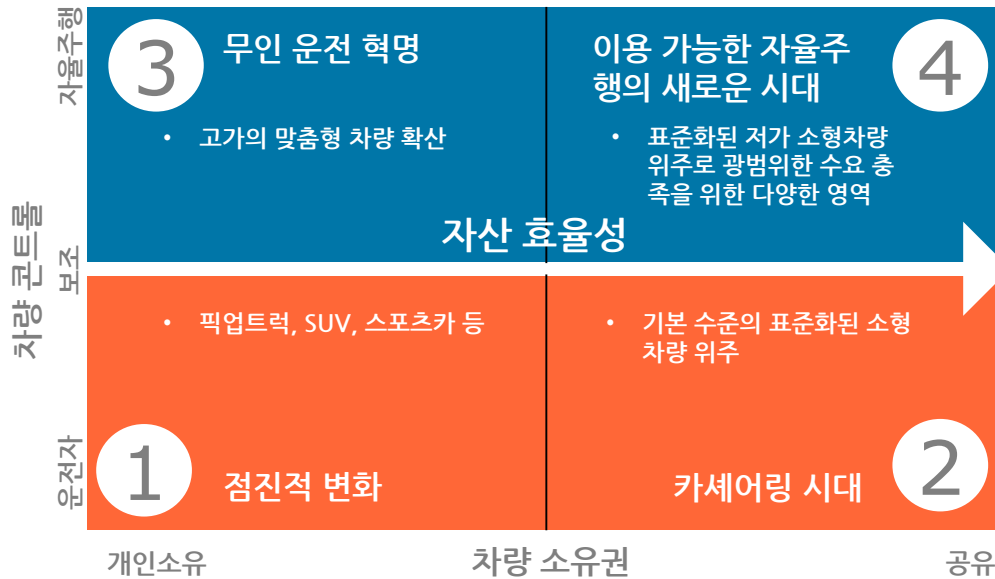 자율주행
3
무인 운전 혁명
• 고가의 맞춤형 차량 확산
이용 가능한 자율주
행의 새로운 시대
4
• 표준화된 저가 소형차량
위주로 광범위한 수요 충
족을 위한 다양한 영역
차량 콘트롤
보조
자산 효율성
• 픽업트럭, SUV, 스포츠카 등
• 기본 수준의 표준화된 소형
차량 위주
운전자
1
점진적 변화
카셰어링 시대
2
개인소유
차량 소유권
공유